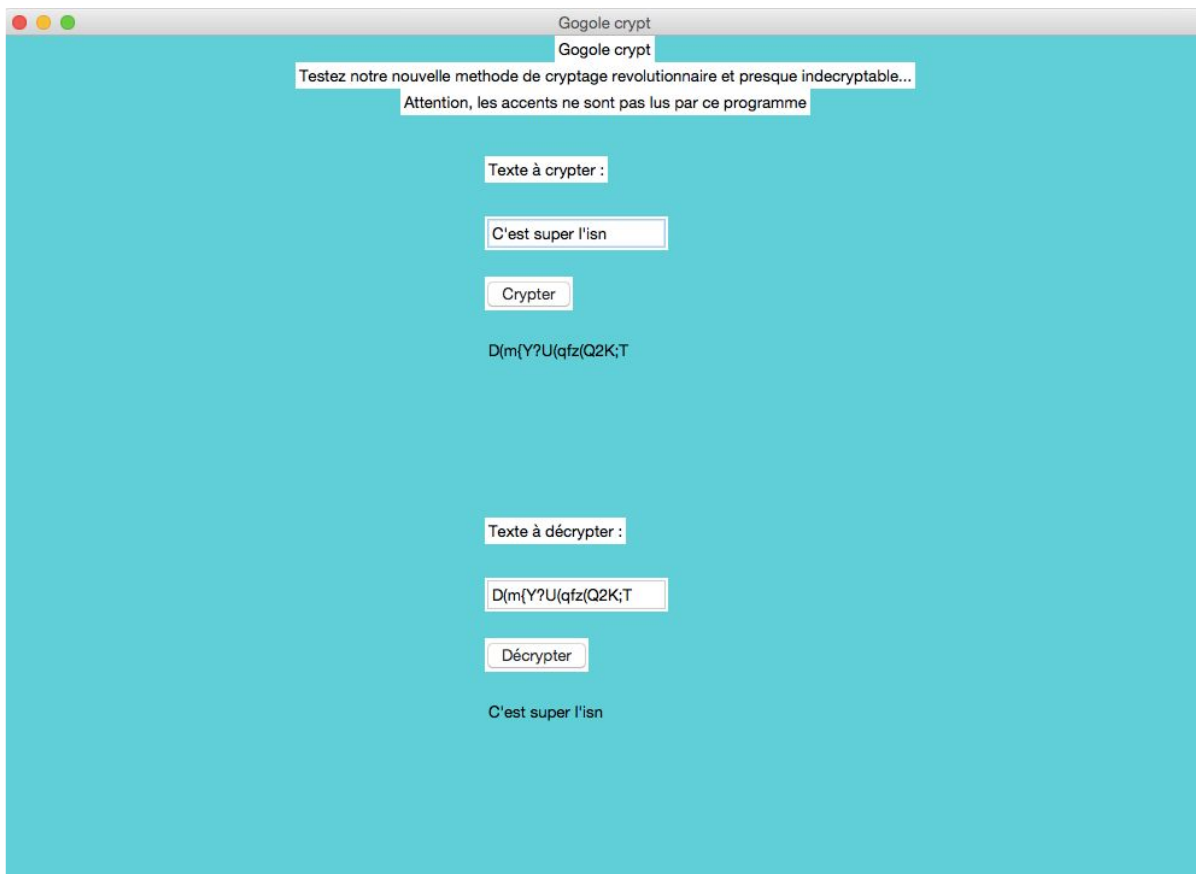 Gogole crypt
Gogole crypt
Testez notre nouvelle methode de cryptage revolutionnaire et presque indecryptable...
Attention, les accents ne sont pas lus par ce programme
Texte à crypter :
C'est super l'isn
Crypter
D(m{Y?U(qfz(Q2K;T
Texte à décrypter :
D(m{Y?U(qfz(Q2K;T
Décrypter
C'est super l'isn